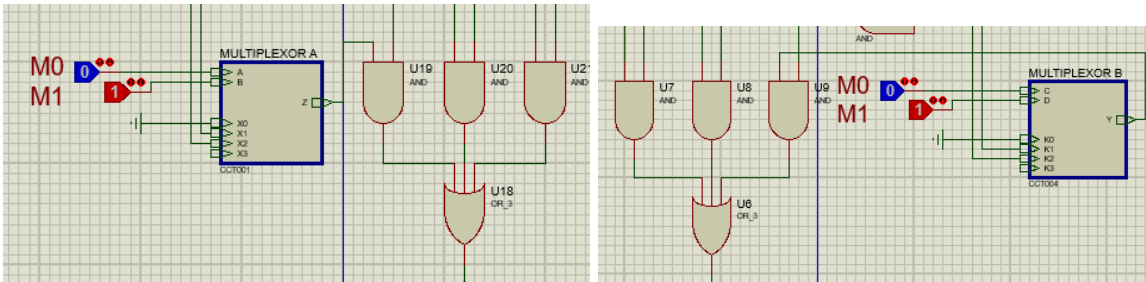 MULTIPLEXOR A
M0
0
A
M1
1
B
Z
X0
X1
X2
X3
CCT001
U19
AND
U20
AND
U21
AND
U18
OR_3
AND
U7
AND
U8
AND
U9
AND
M0
0
M1
1
MULTIPLEXOR B
C
D
Y
K0
K1
K2
K3
CCT004
U6
OR_3